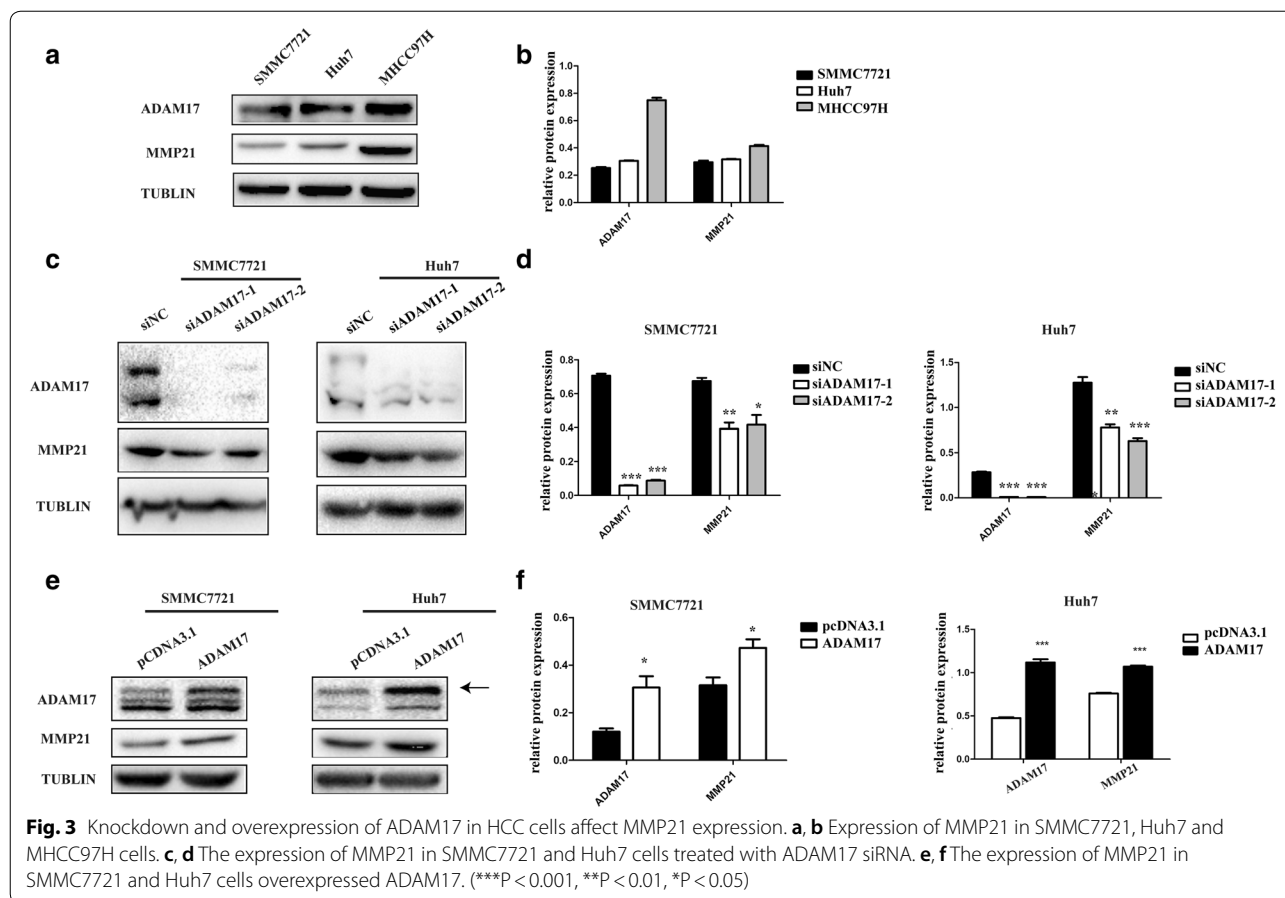 a
SMMC7721
Huh7
MHCC97H
ADAM17
MMP21
TUBLIN
b
relative protein expression
1.0
0.8
0.6
0.4
0.2
0.0
ADAM17
MMP21
SMMC7721
Huh7
MHCC97H
c
SMMC7721
siNC
siADAM17-1
siADAM17-2
Huh7
siNC
siADAM17-1
siADAM17-2
ADAM17
MMP21
TUBLIN
d
SMMC7721
relative protein expression
0.8
0.6
0.4
0.2
0.0
*** ***
** *
ADAM17
MMP21
siNC
siADAM17-1
siADAM17-2
Huh7
relative protein expression
1.5
1.0
0.5
0.0
*** ***
** ***
*
ADAM17
MMP21
siNC
siADAM17-1
siADAM17-2
e
SMMC7721
pCDNA3.1
ADAM17
Huh7
pCDNA3.1
ADAM17
ADAM17
MMP21
TUBLIN
f
SMMC7721
relative protein expression
0.6
0.4
0.2
0.0
*
*
ADAM17
MMP21
pcDNA3.1
ADAM17
Huh7
relative protein expression
1.5
1.0
0.5
0.0
***
***
ADAM17
MMP21
pcDNA3.1
ADAM17
Fig. 3 Knockdown and overexpression of ADAM17 in HCC cells affect MMP21 expression. a, b Expression of MMP21 in SMMC7721, Huh7 and
MHCC97H cells. c, d The expression of MMP21 in SMMC7721 and Huh7 cells treated with ADAM17 siRNA. e, f The expression of MMP21 in
SMMC7721 and Huh7 cells overexpressed ADAM17. (***P < 0.001, **P < 0.01, *P < 0.05)